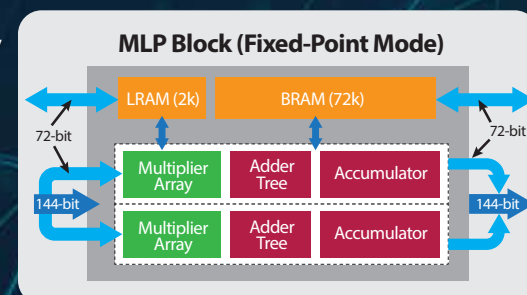 MLP Block (Fixed-Point Mode)
LRAM (2k)
BRAM (72k)
72-bit
72-bit
Multiplier
Array
Adder
Tree
Accumulator
144-bit
144-bit
Multiplier
Array
Adder
Tree
Accumulator